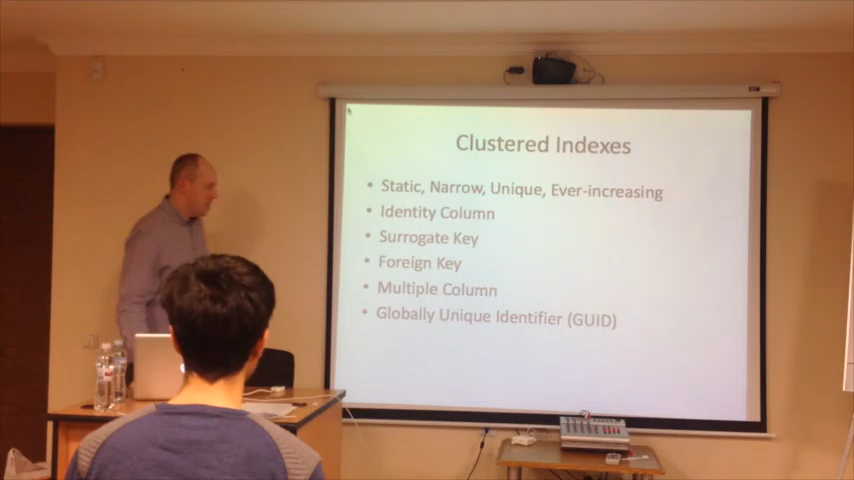 Clustered Indexes
• Static, Narrow, Unique, Ever-increasing
• Identity Column
• Surrogate Key
• Foreign Key
• Multiple Column
• Globally Unique Identifier (GUID)